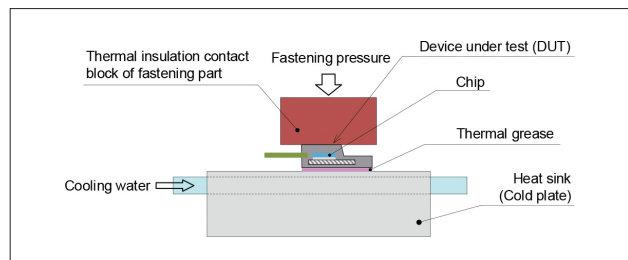 Thermal insulation contact
block of fastening part
Fastening pressure
Device under test (DUT)
Chip
Thermal grease
Cooling water
Heat sink
(Cold plate)